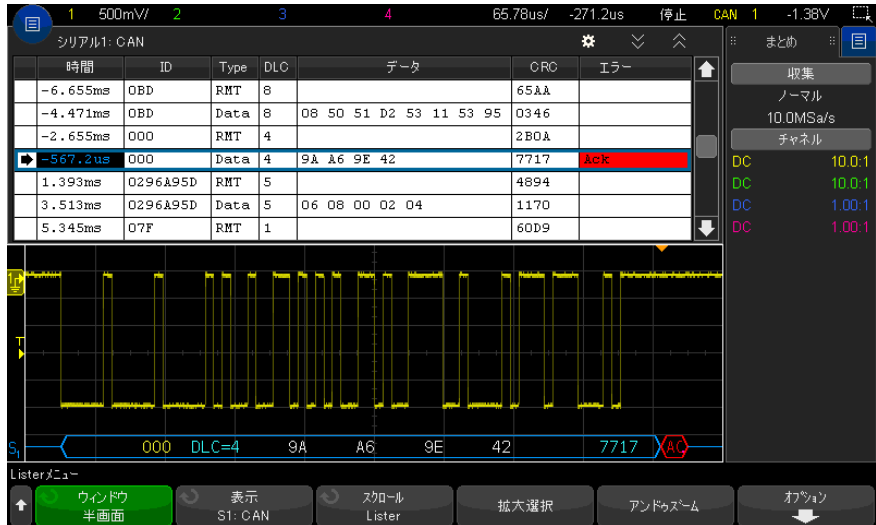 1 500mV/ 2 3 4 65.78us/ -271.2us 停止 CAN 1 -1.38V
シリアル1: CAN
時間 ID Type DLC データ CRC エラー
-6.655ms 0BD RMT 8 65AA
-4.471ms 0BD Data 8 08 50 51 D2 53 11 53 95 0346
-2.655ms 000 RMT 4 2B0A
-567.2us 000 Data 4 9A A6 9E 42 7717 Ack
1.393ms 0296A95D RMT 5 4894
3.513ms 0296A95D Data 5 06 08 00 02 04 1170
5.345ms 07F RMT 1 60D9
まとめ
収集
ノーマル
10.0MSa/s
チャネル
DC 10.0:1
DC 10.0:1
DC 1.00:1
DC 1.00:1
1
T
S1 000 DLC=4 9A A6 9E 42 7717 AC
Listerメニュー
ウィンドウ
半画面
表示
S1: CAN
スクロール
Lister
拡大選択
アンドゥズーム
オプション